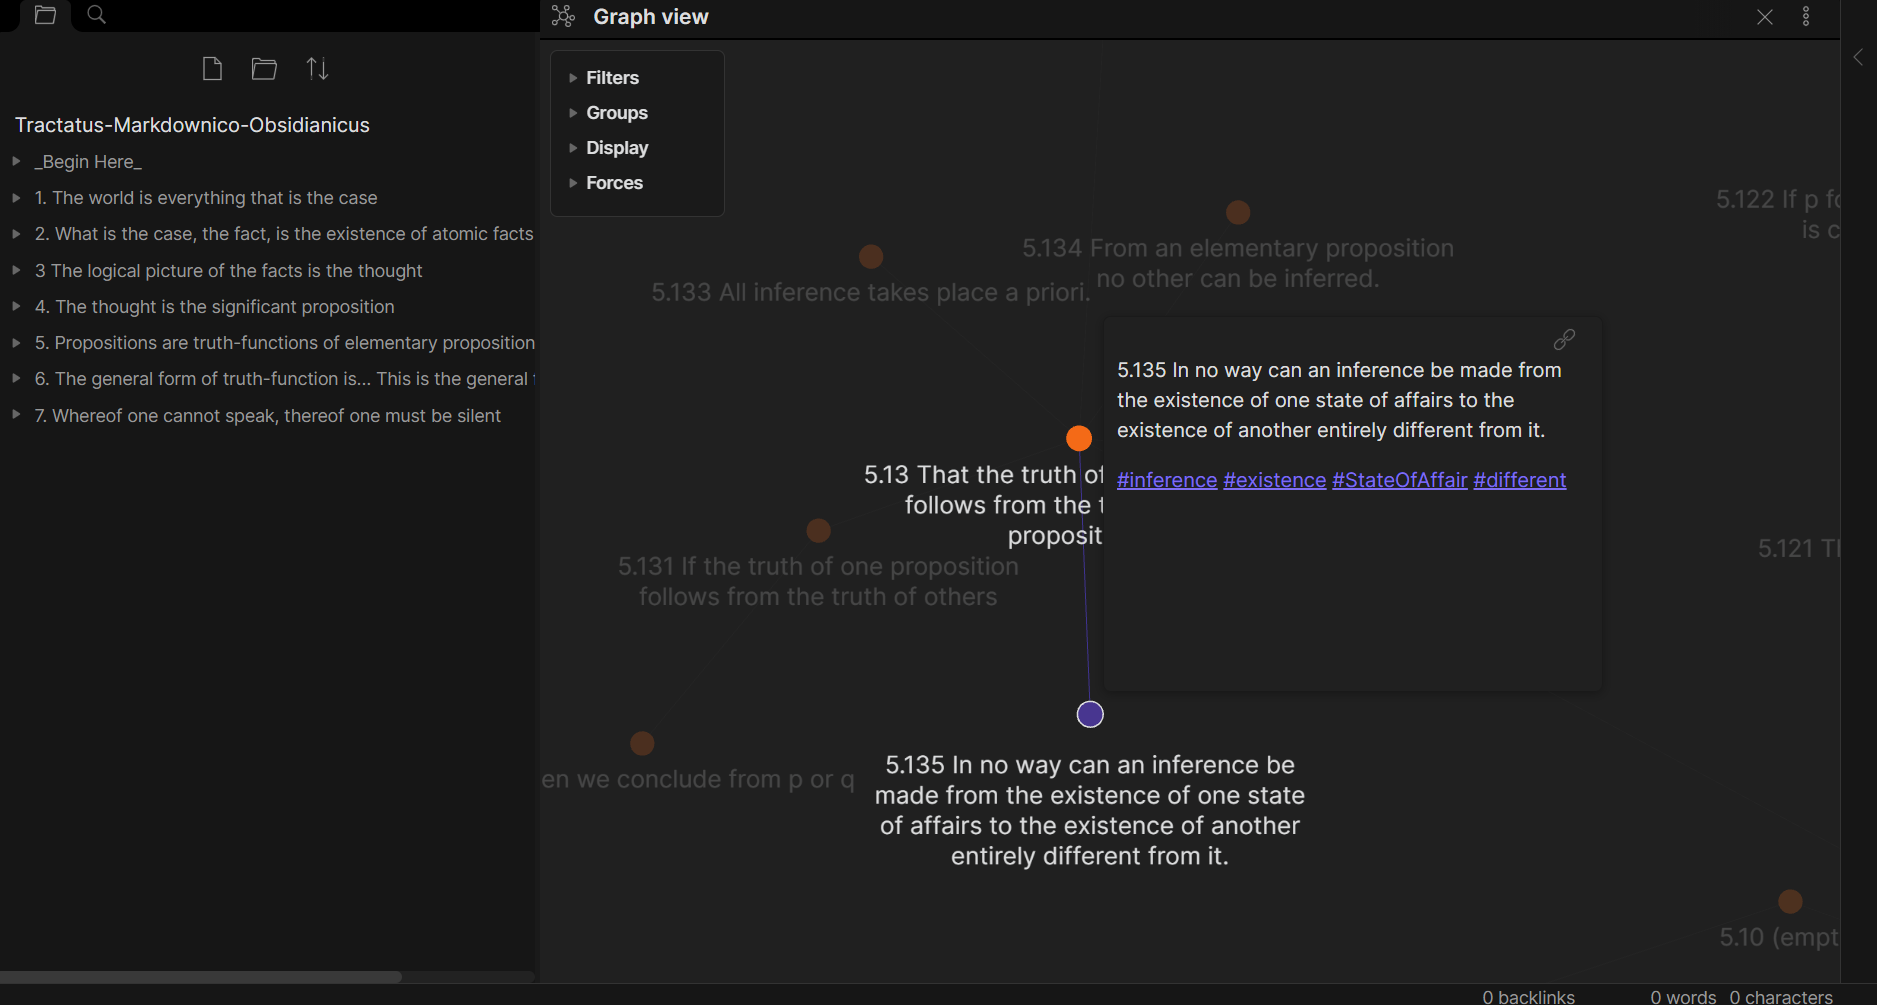 Graph view
Filters
Groups
Display
Forces
Tractatus-Markdownico-Obsidianicus
_Begin Here_
1. The world is everything that is the case
2. What is the case, the fact, is the existence of atomic facts
3 The logical picture of the facts is the thought
4. The thought is the significant proposition
5. Propositions are truth-functions of elementary proposition
6. The general form of truth-function is... This is the general
7. Whereof one cannot speak, thereof one must be silent
5.122 If p fo
is c
5.134 From an elementary proposition
no other can be inferred.
5.133 All inference takes place a priori.
5.135 In no way can an inference be made from
the existence of one state of affairs to the
existence of another entirely different from it.
#inference #existence #StateOfAffair #different
5.13 That the truth of
follows from the t
proposit
5.131 If the truth of one proposition
follows from the truth of others
5.121 Th
en we conclude from p or q
5.135 In no way can an inference be
made from the existence of one state
of affairs to the existence of another
entirely different from it.
5.10 (empt
0 backlinks
0 words 0 characters